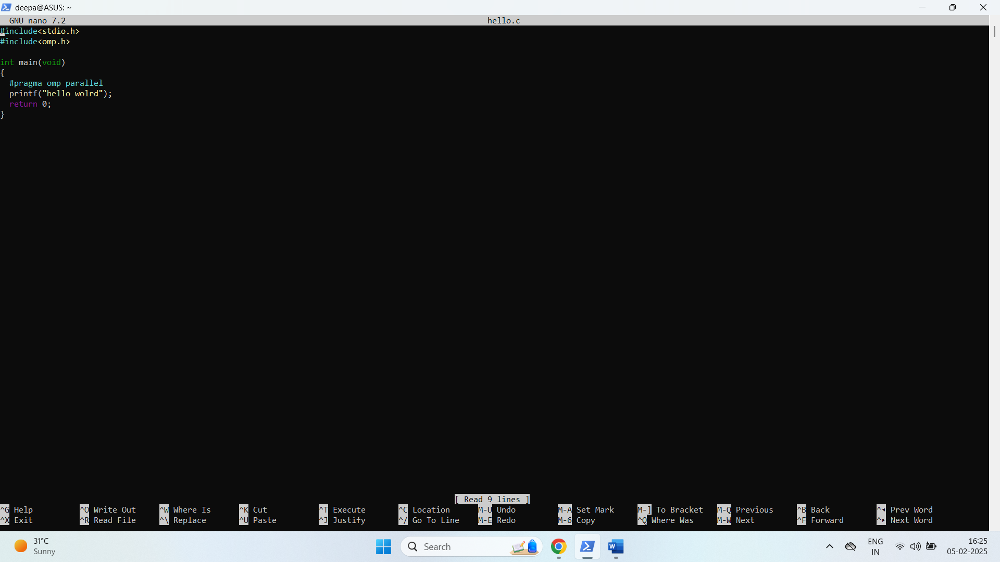 deepa@ASUS: ~
GNU nano 7.2 hello.c
#include<stdio.h>
#include<omp.h>
int main(void)
{
#pragma omp parallel
printf("hello wolrd");
return 0;
}
[ Read 9 lines ]
^G Help ^O Write Out ^W Where Is ^K Cut ^T Execute ^C Location M-U Undo M-A Set Mark M-] To Bracket M-Q Previous ^B Back ^◂ Prev Word
^X Exit ^R Read File ^\ Replace ^U Paste ^J Justify ^/ Go To Line M-E Redo M-6 Copy ^Q Where Was M-W Next ^F Forward ^▸ Next Word
31°C
Sunny
Search
ENG
IN
16:25
05-02-2025